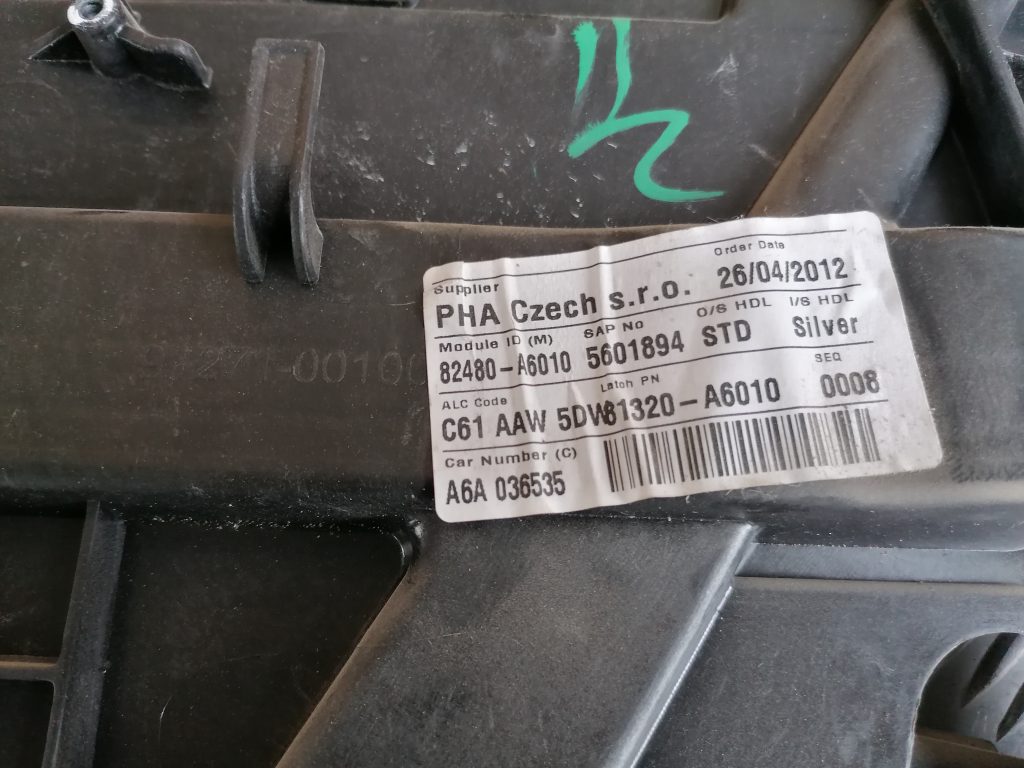 Supplier
Order Date
PHA Czech s.r.o. 26/04/2012
Module ID (M) SAP No O/S HDL I/S HDL
82480-A6010 5601894 STD Silver
ALC Code Latch PN SEQ
C61 AAW 5DW81320-A6010 0008
Car Number (C)
A6A 036535